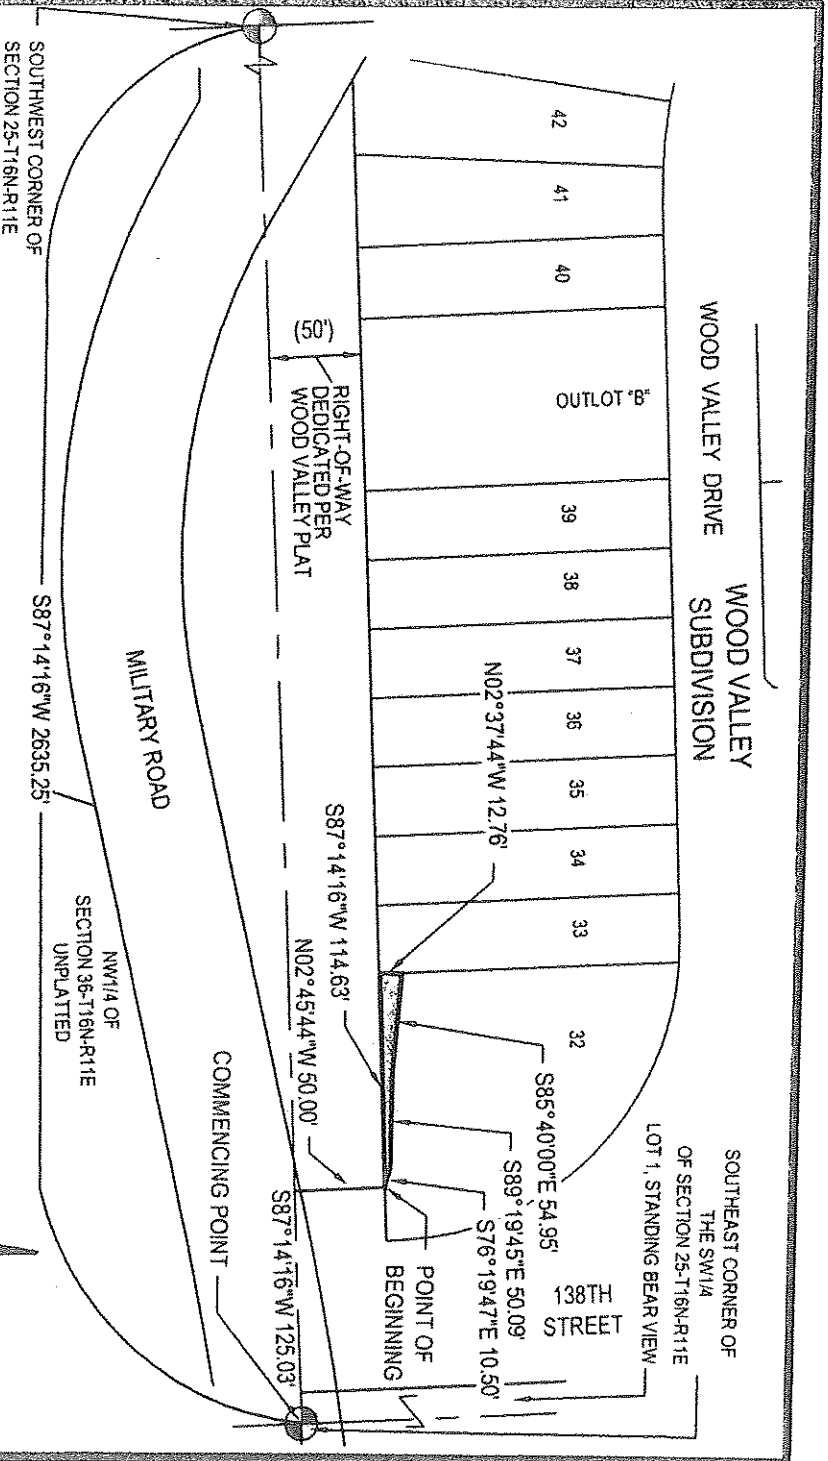 WOOD VALLEY
SUBDIVISION
WOOD VALLEY DRIVE
SOUTHEAST CORNER OF
THE SW1/4
OF SECTION 25-T16N-R11E
LOT 1, STANDING BEAR VIEW
42
41
40
OUTLOT "B"
39
38
37
36
35
34
33
32
138TH
STREET
S85°40'00"E 54.95'
S89°19'45"E 50.09'
S76°19'47"E 10.50'
N02°37'44"W 12.76'
POINT OF
BEGINNING
(50')
RIGHT-OF-WAY
DEDICATED PER
WOOD VALLEY PLAT
S87°14'16"W 114.63'
N02°45'44"W 50.00'
S87°14'16"W 125.03'
COMMENCING POINT
MILITARY ROAD
NW1/4 OF
SECTION 36-T16N-R11E
UNPLATTED
S87°14'16"W 2635.25'
SOUTHWEST CORNER OF
SECTION 25-T16N-R11E